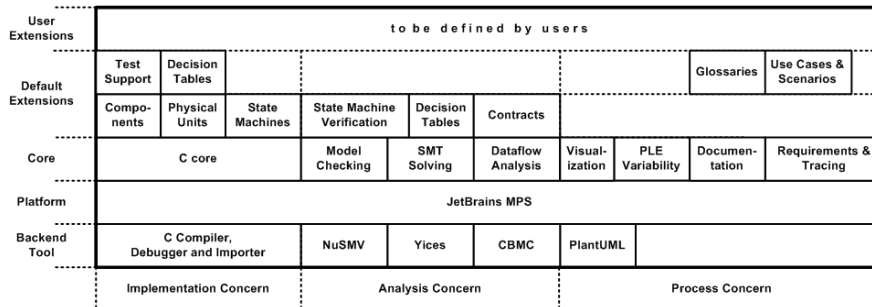 User
Extensions
to be defined by users
Default
Extensions
Test
Support
Decision
Tables
Glossaries
Use Cases &
Scenarios
Compo-
nents
Physical
Units
State
Machines
State Machine
Verification
Decision
Tables
Contracts
Core
C core
Model
Checking
SMT
Solving
Dataflow
Analysis
Visual-
ization
PLE
Variability
Documen-
tation
Requirements &
Tracing
Platform
JetBrains MPS
Backend
Tool
C Compiler,
Debugger and Importer
NuSMV
Yices
CBMC
PlantUML
Implementation Concern
Analysis Concern
Process Concern